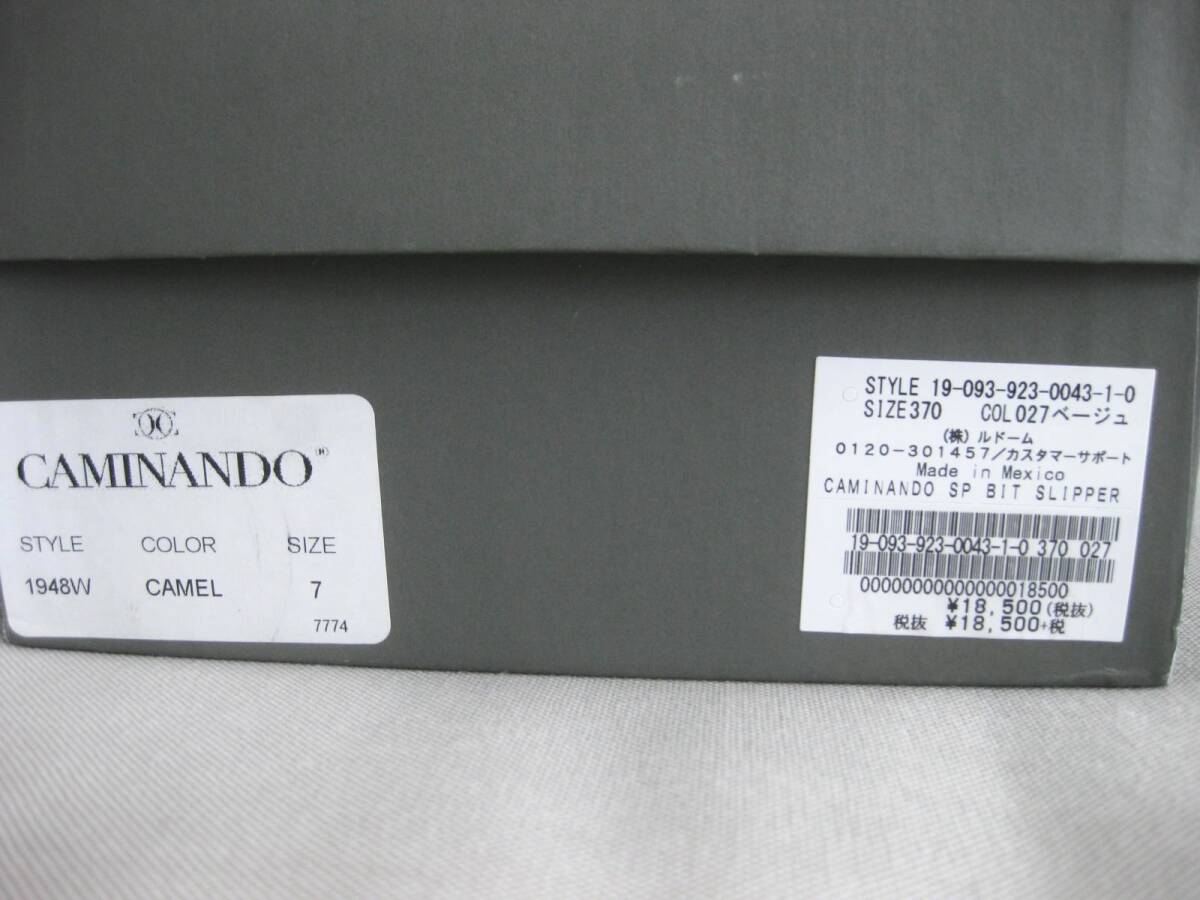 CAMINANDO®
STYLE COLOR SIZE
1948W CAMEL 7
7774
STYLE 19-093-923-0043-1-0
SIZE370 COL027ベージュ
(株)ルドーム
0120-301457/カスタマーサポート
Made in Mexico
CAMINANDO SP BIT SLIPPER
19-093-923-0043-1-0 370 027
00000000000000018500
¥18,500(税抜)
税抜 ¥18,500+税